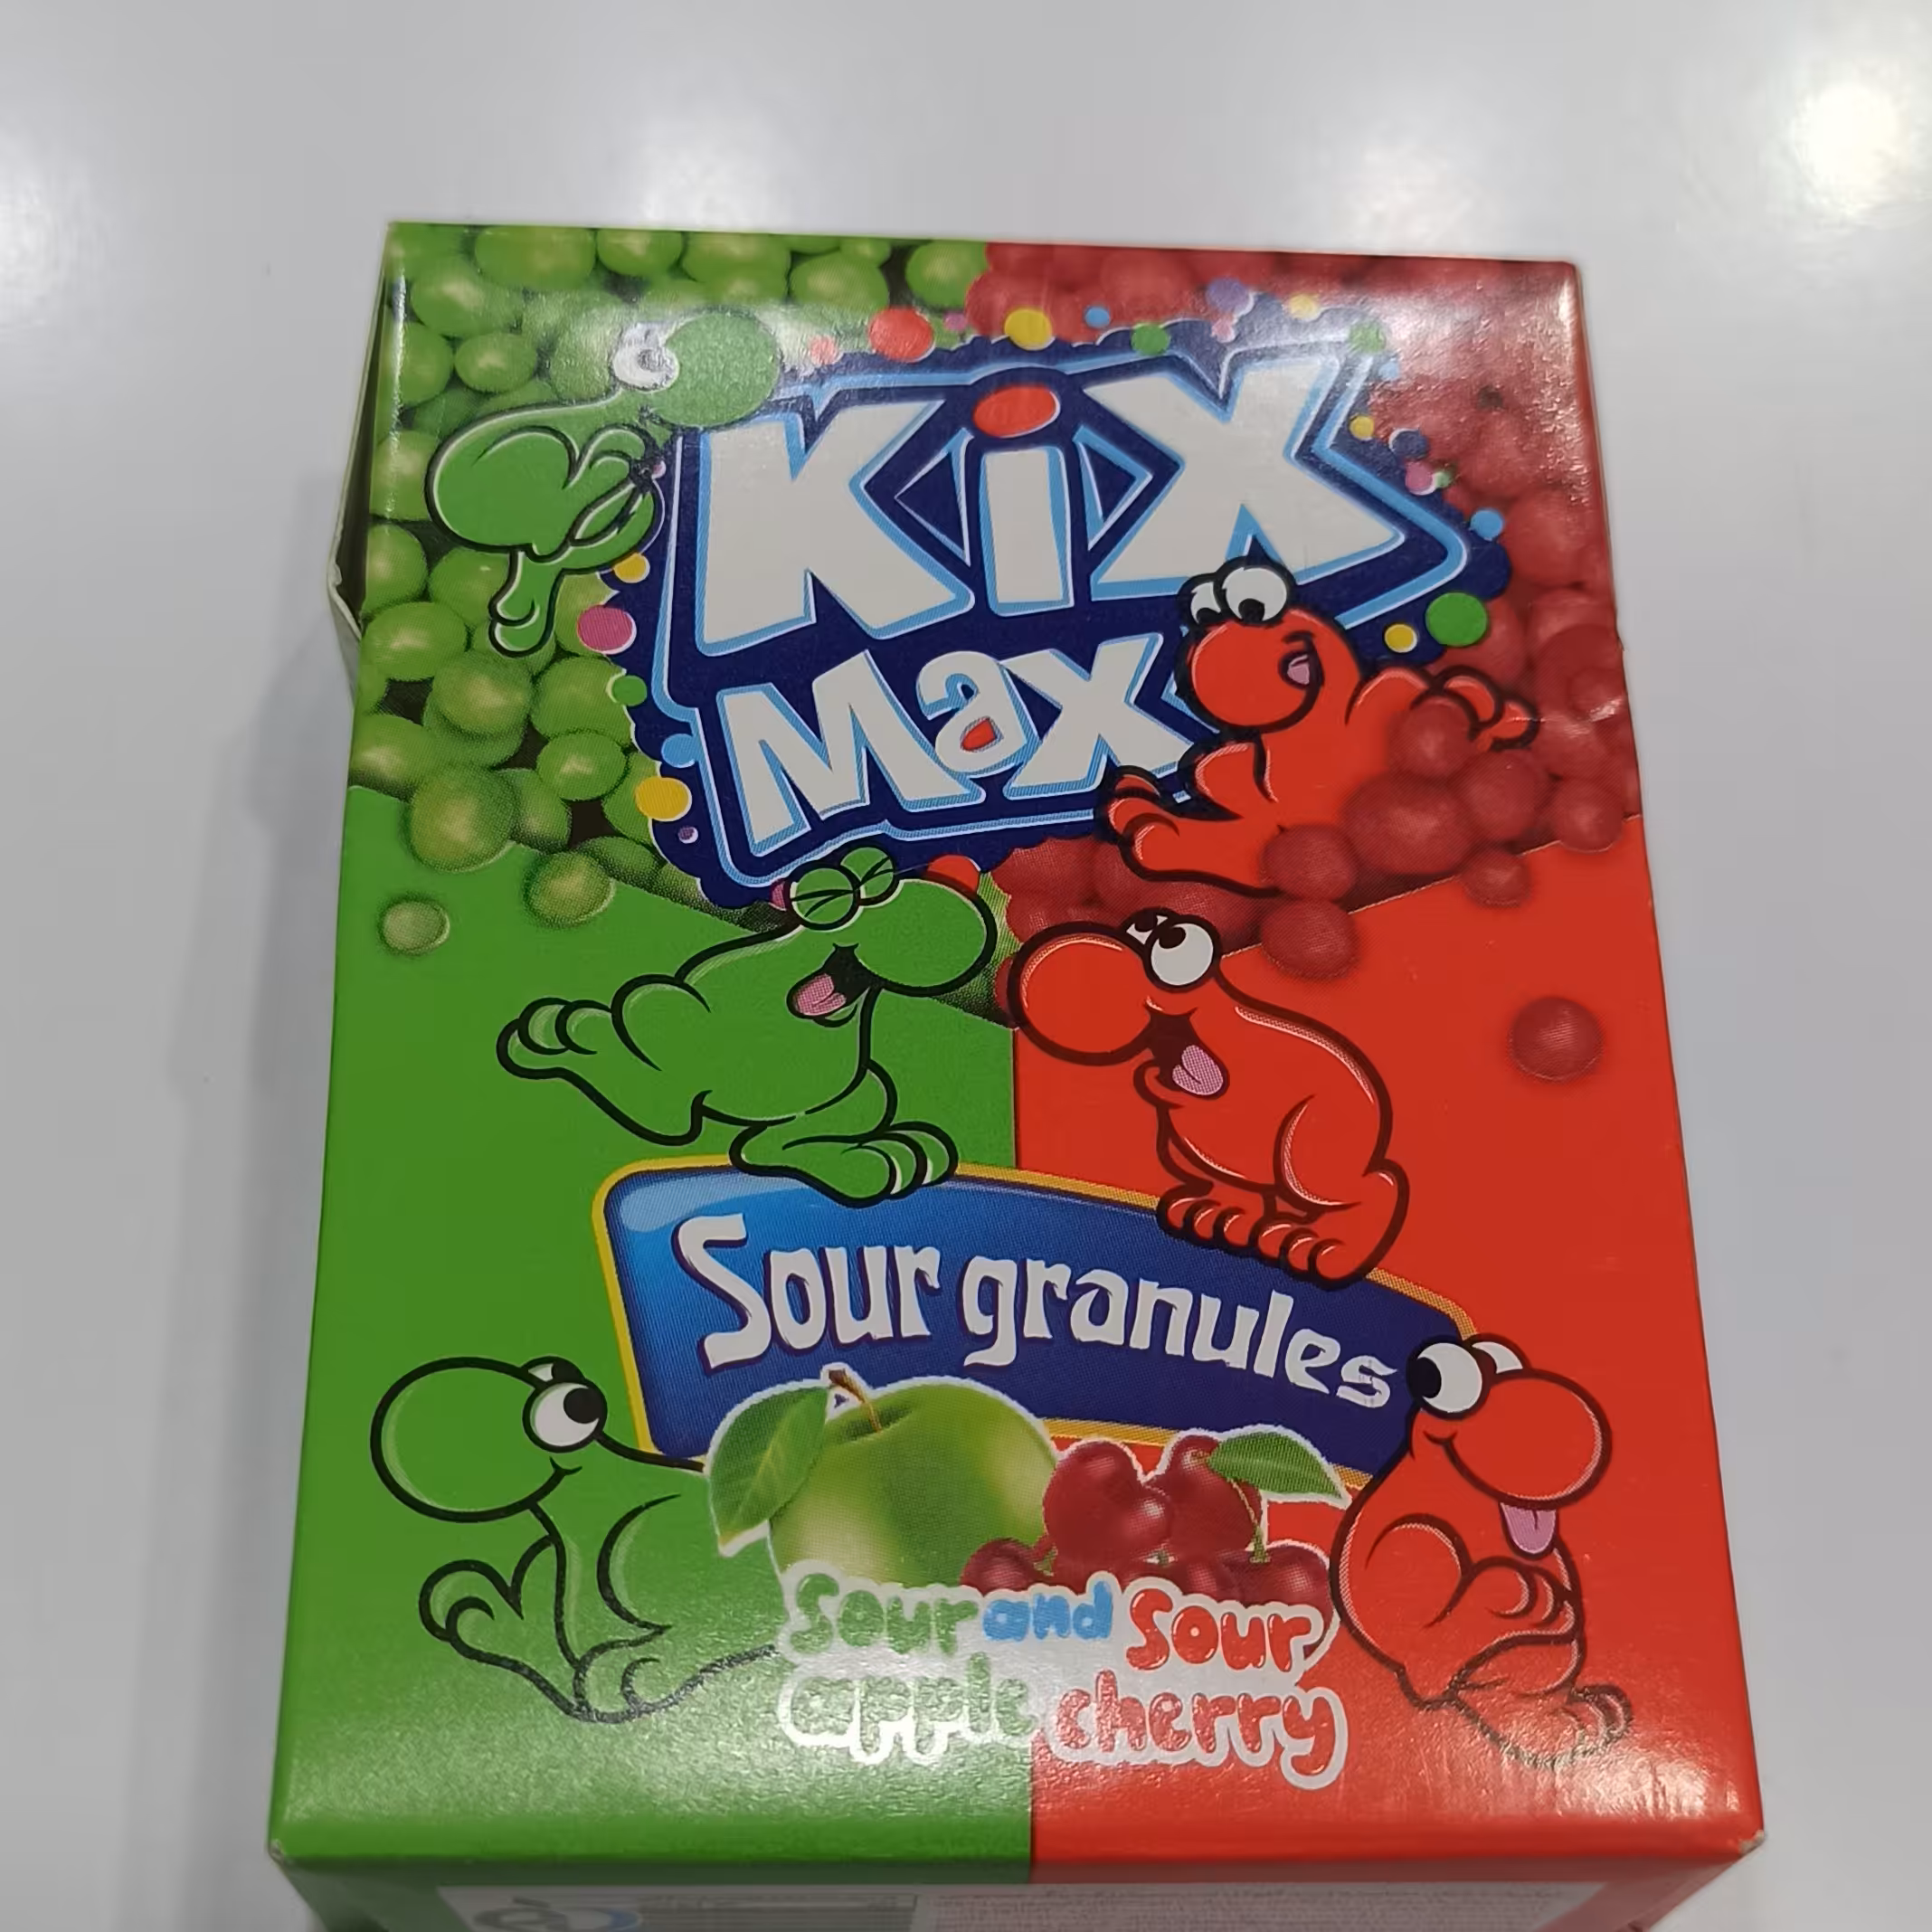 Kix
Max
Sour granules
Sour and Sour
apple cherry